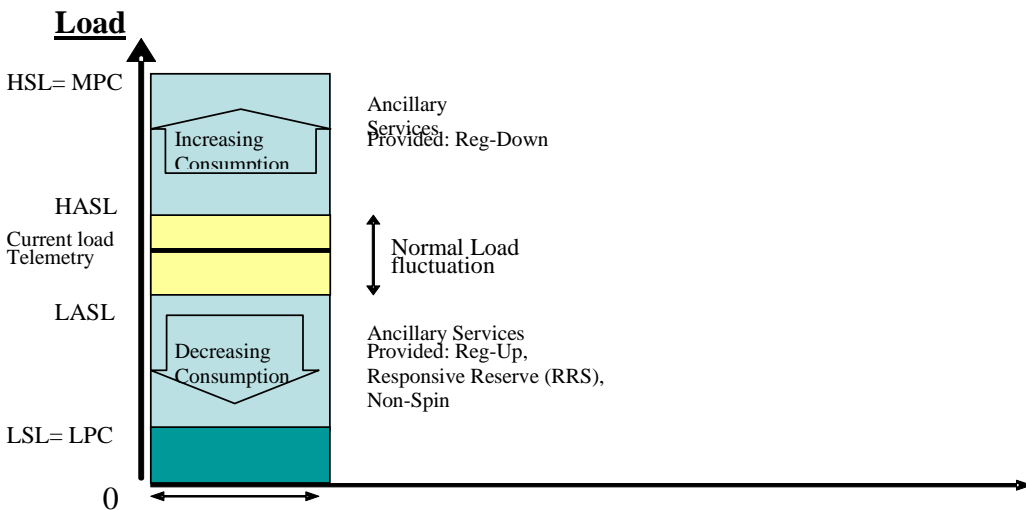 Load
HSL= MPC
Ancillary
Services
Provided: Reg-Down
Increasing
Consumption
HASL
Current load
Telemetry
Normal Load
fluctuation
LASL
Ancillary Services
Provided: Reg-Up,
Responsive Reserve (RRS),
Non-Spin
Decreasing
Consumption
LSL= LPC
0